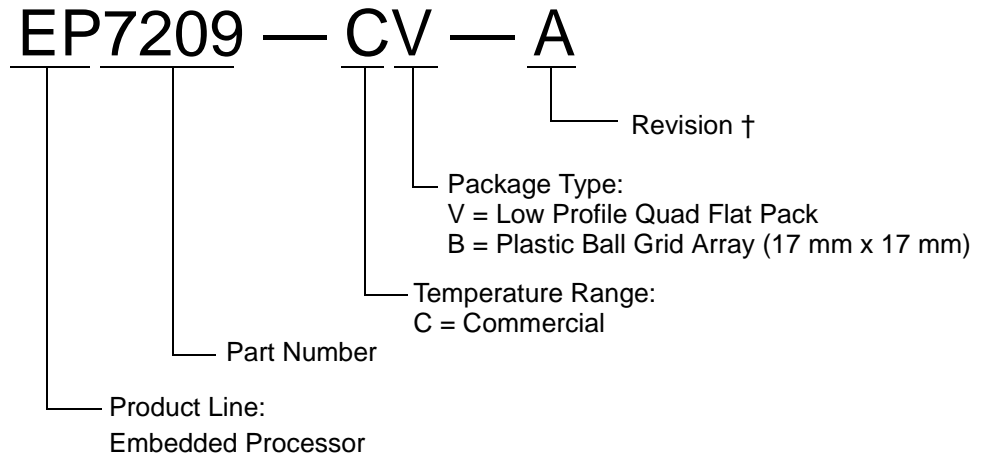 EP7209 — CV — A
Revision †
Package Type:
V = Low Profile Quad Flat Pack
B = Plastic Ball Grid Array (17 mm x 17 mm)
Temperature Range:
C = Commercial
Part Number
Product Line:
Embedded Processor